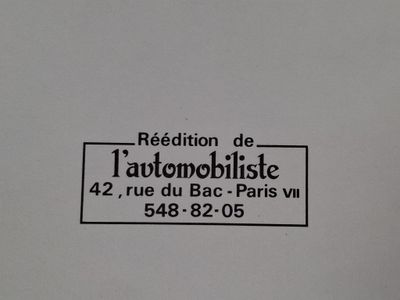 Réédition de
l'automobiliste
42, rue du Bac - Paris VII
548-82-05